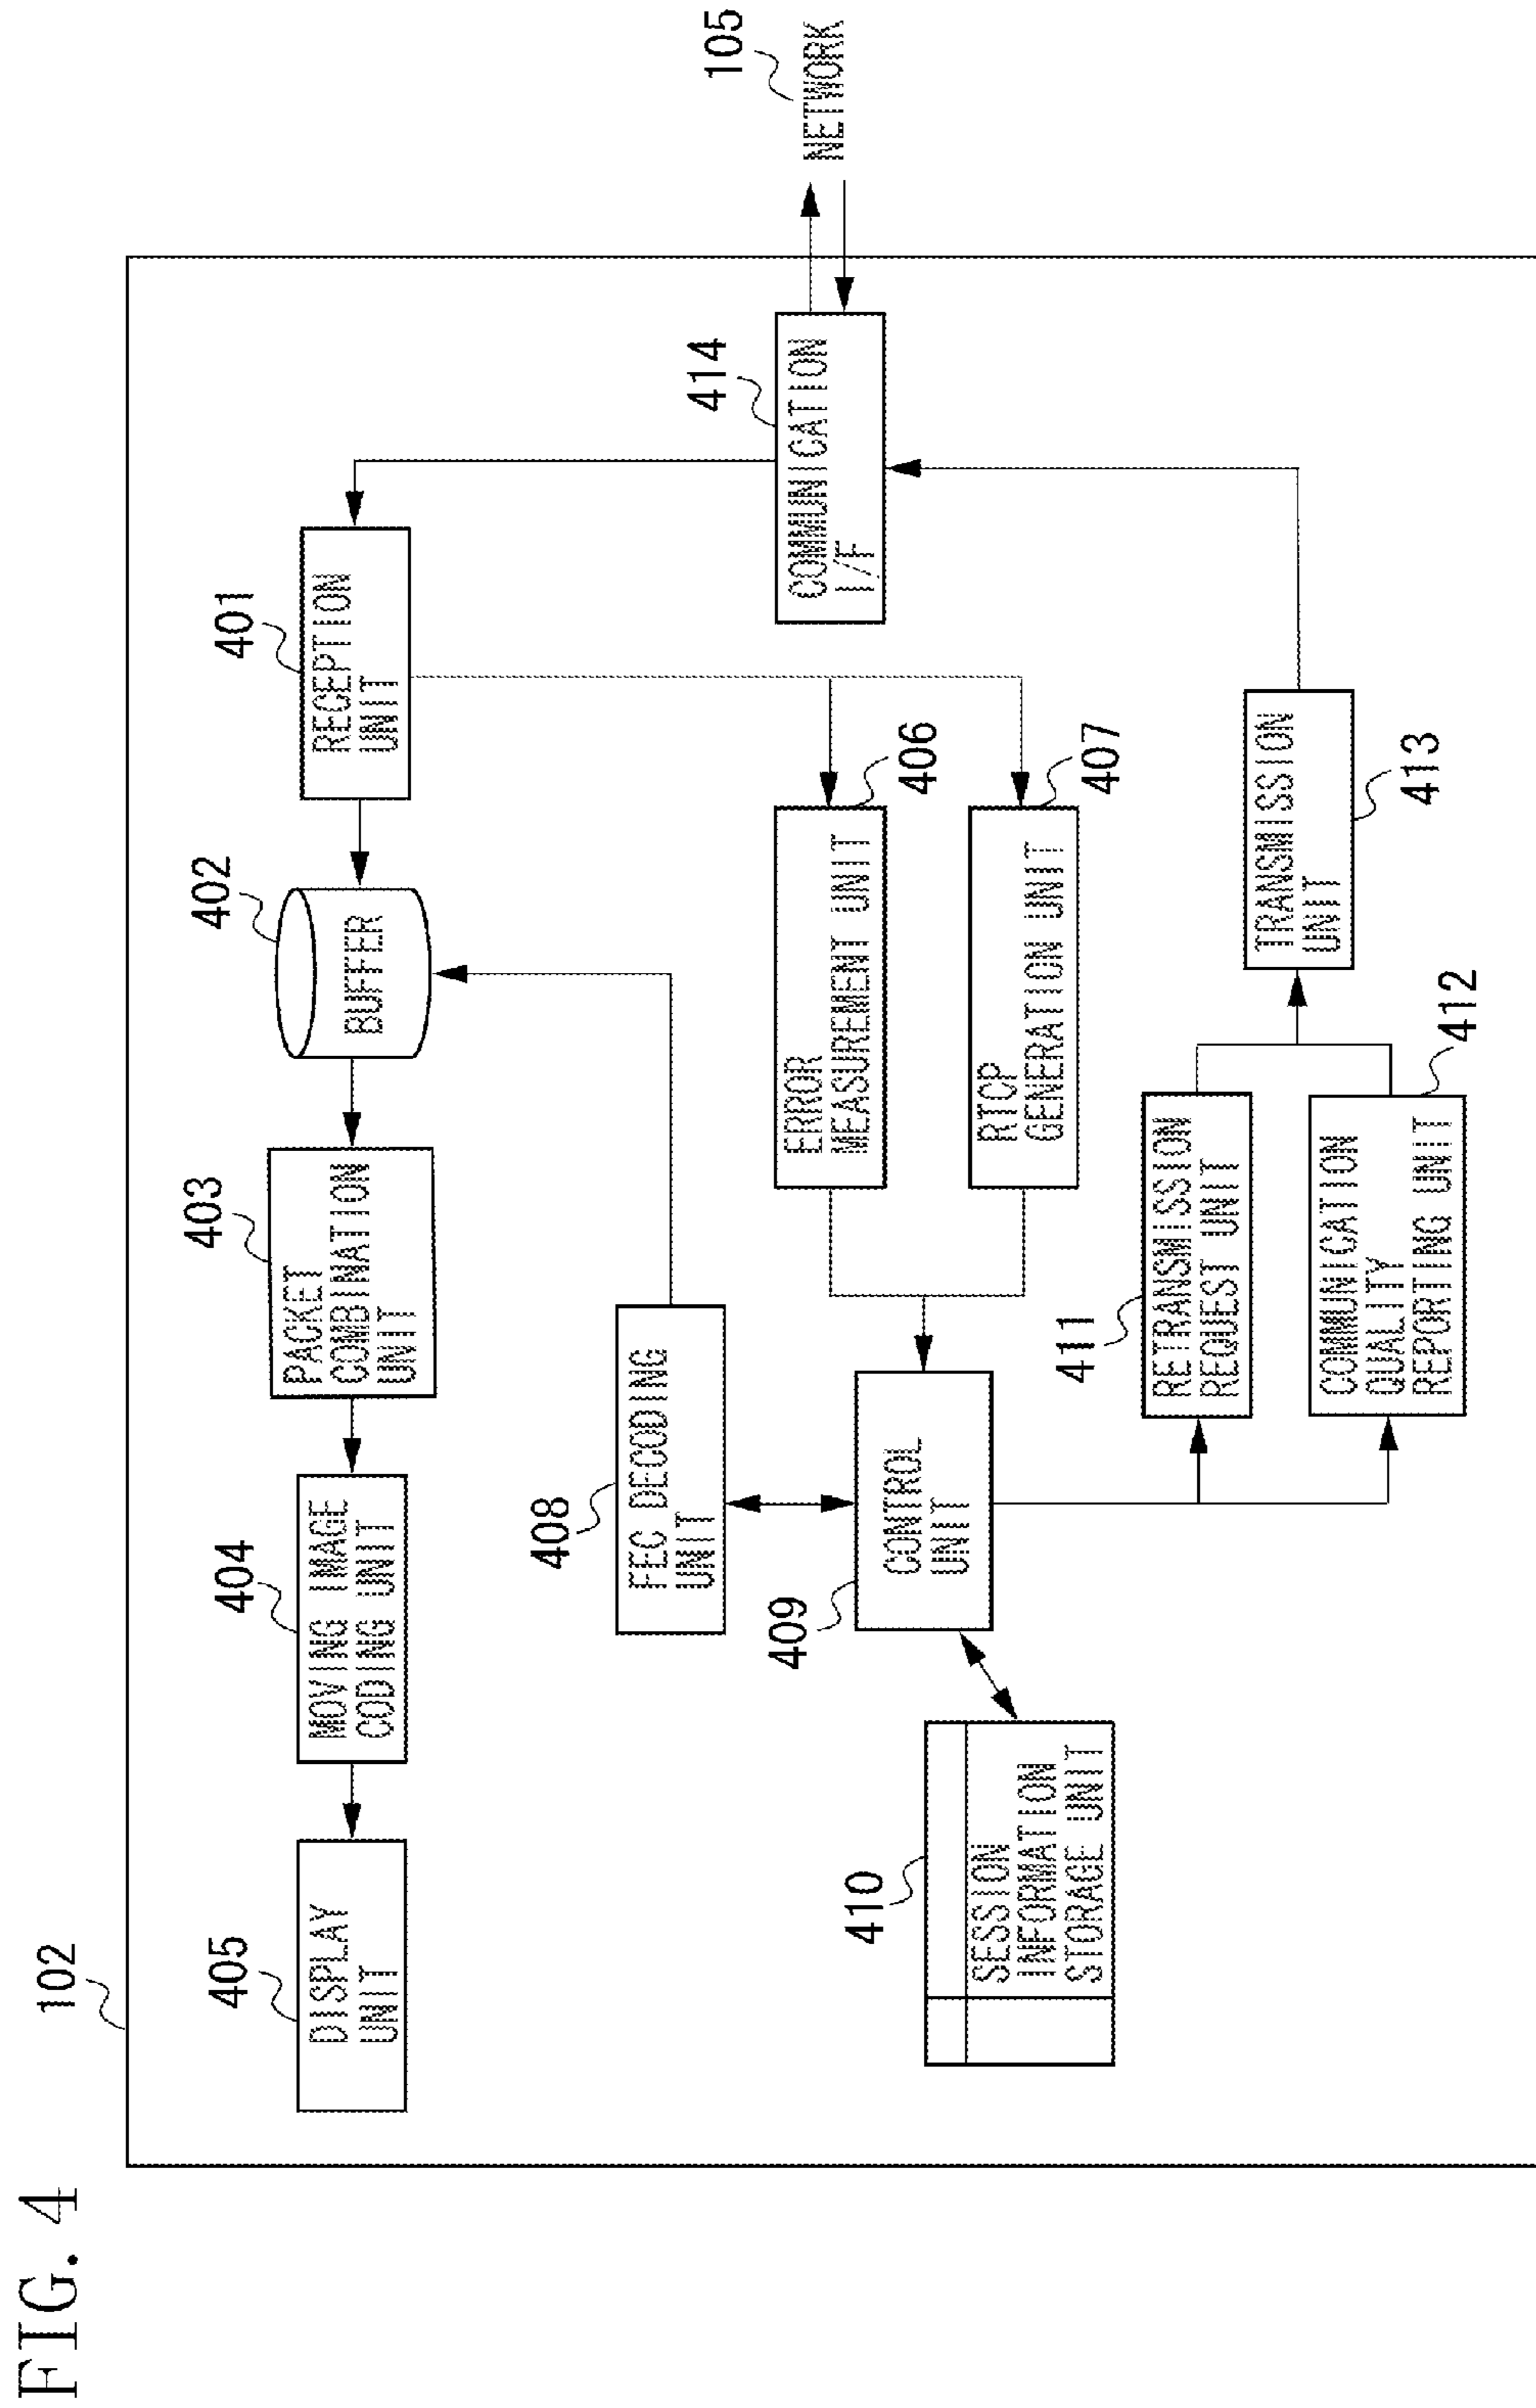 FIG. 4
102
405
DISPLAY
UNIT
404
MOVING IMAGE
CODING UNIT
403
PACKET
COMBINATION
UNIT
402
BUFFER
401
RECEPTION
UNIT
408
FEC DECODING
UNIT
414
COMMUNICATION
I/F
105
NETWORK
ERROR
MEASUREMENT UNIT
406
409
CONTROL
UNIT
RTCP
GENERATION UNIT
407
410
SESSION
INFORMATION
STORAGE UNIT
411
RETRANSMISSION
REQUEST UNIT
TRANSMISSION
UNIT
413
COMMUNICATION
QUALITY
REPORTING UNIT
412